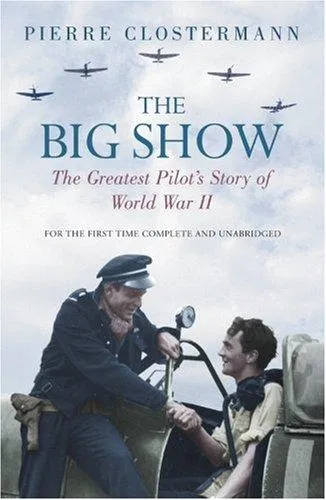 PIERRE CLOSTERMANN
THE
BIG SHOW
The Greatest Pilot's Story of
World War II
FOR THE FIRST TIME COMPLETE AND UNABRIDGED